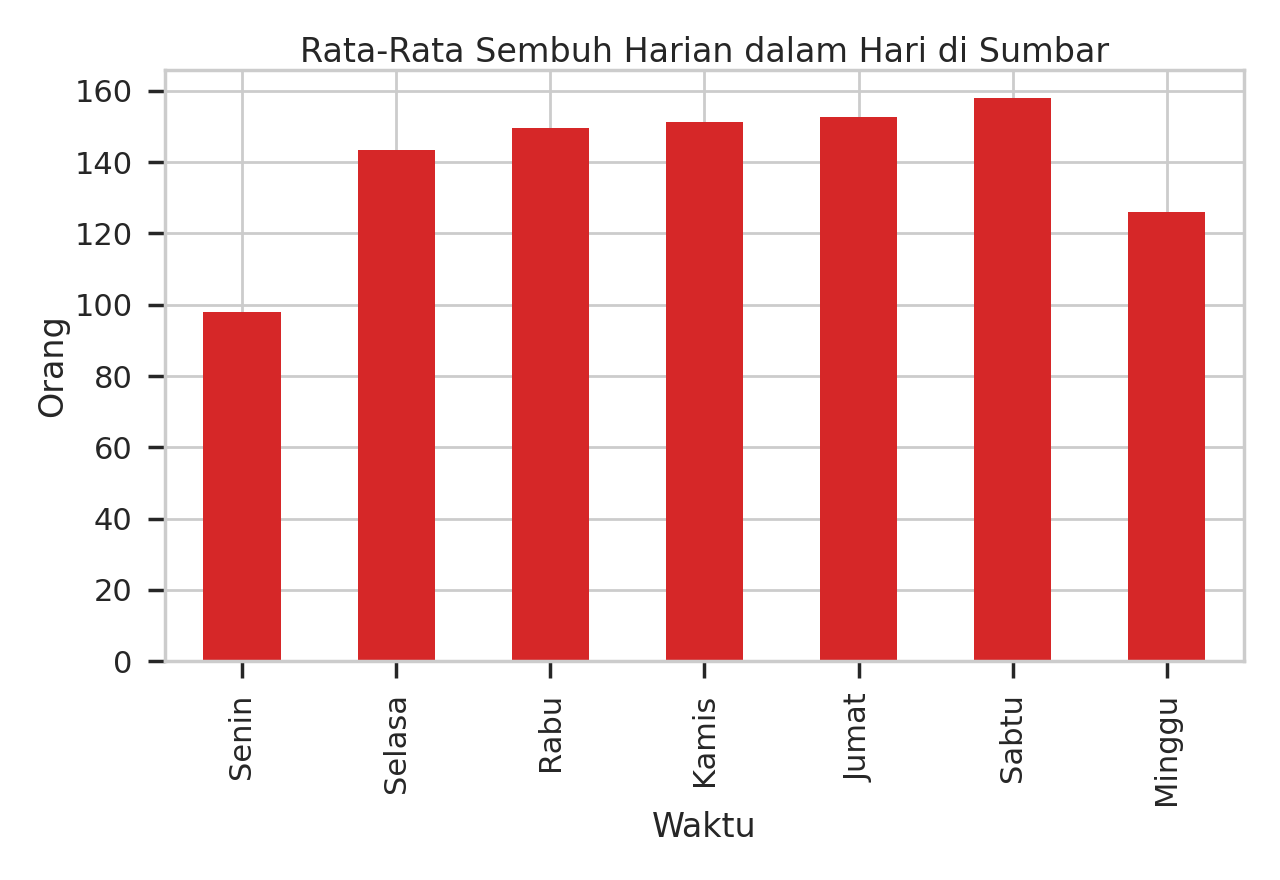 Rata-Rata Sembuh Harian dalam Hari di Sumbar
160
140
120
100
80
60
40
20
0
Orang
Senin
Selasa
Rabu
Kamis
Jumat
Sabtu
Minggu
Waktu